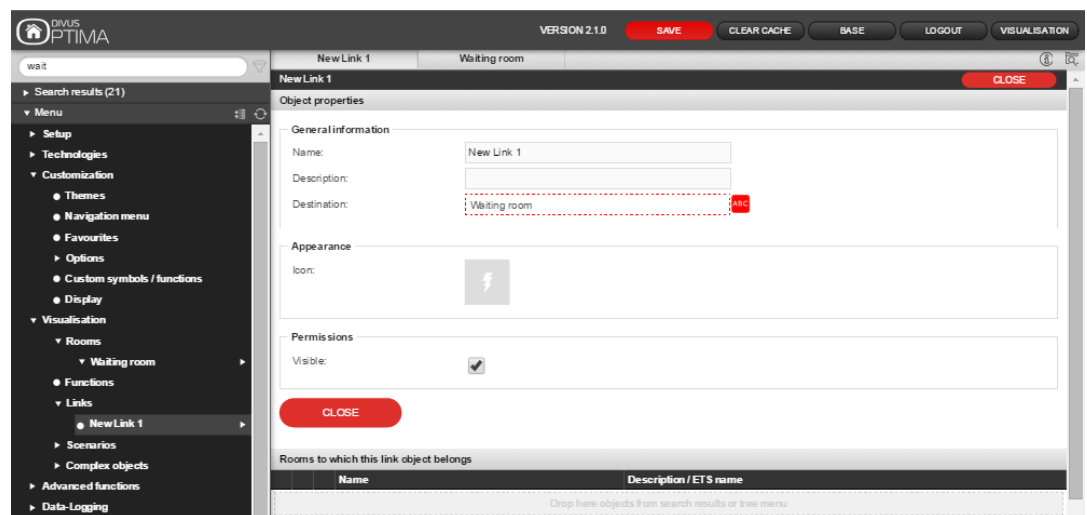 DIVUS
OPTIMA
VERSION 2.1.0
SAVE
CLEAR CACHE
BASE
LOGOUT
VISUALISATION
wait
Search results (21)
Menu
Setup
Technologies
Customization
Themes
Navigation menu
Favourites
Options
Custom symbols / functions
Display
Visualisation
Rooms
Waiting room
Functions
Links
New Link 1
Scenarios
Complex objects
Advanced functions
Data-Logging
New Link 1
Waiting room
New Link 1
CLOSE
Object properties
General information
Name:
New Link 1
Description:
Destination:
Waiting room
ABC
Appearance
Icon:
Permissions
Visible:
CLOSE
Rooms to which this link object belongs
Name
Description / ETS name
Drop here objects from search results or tree menu